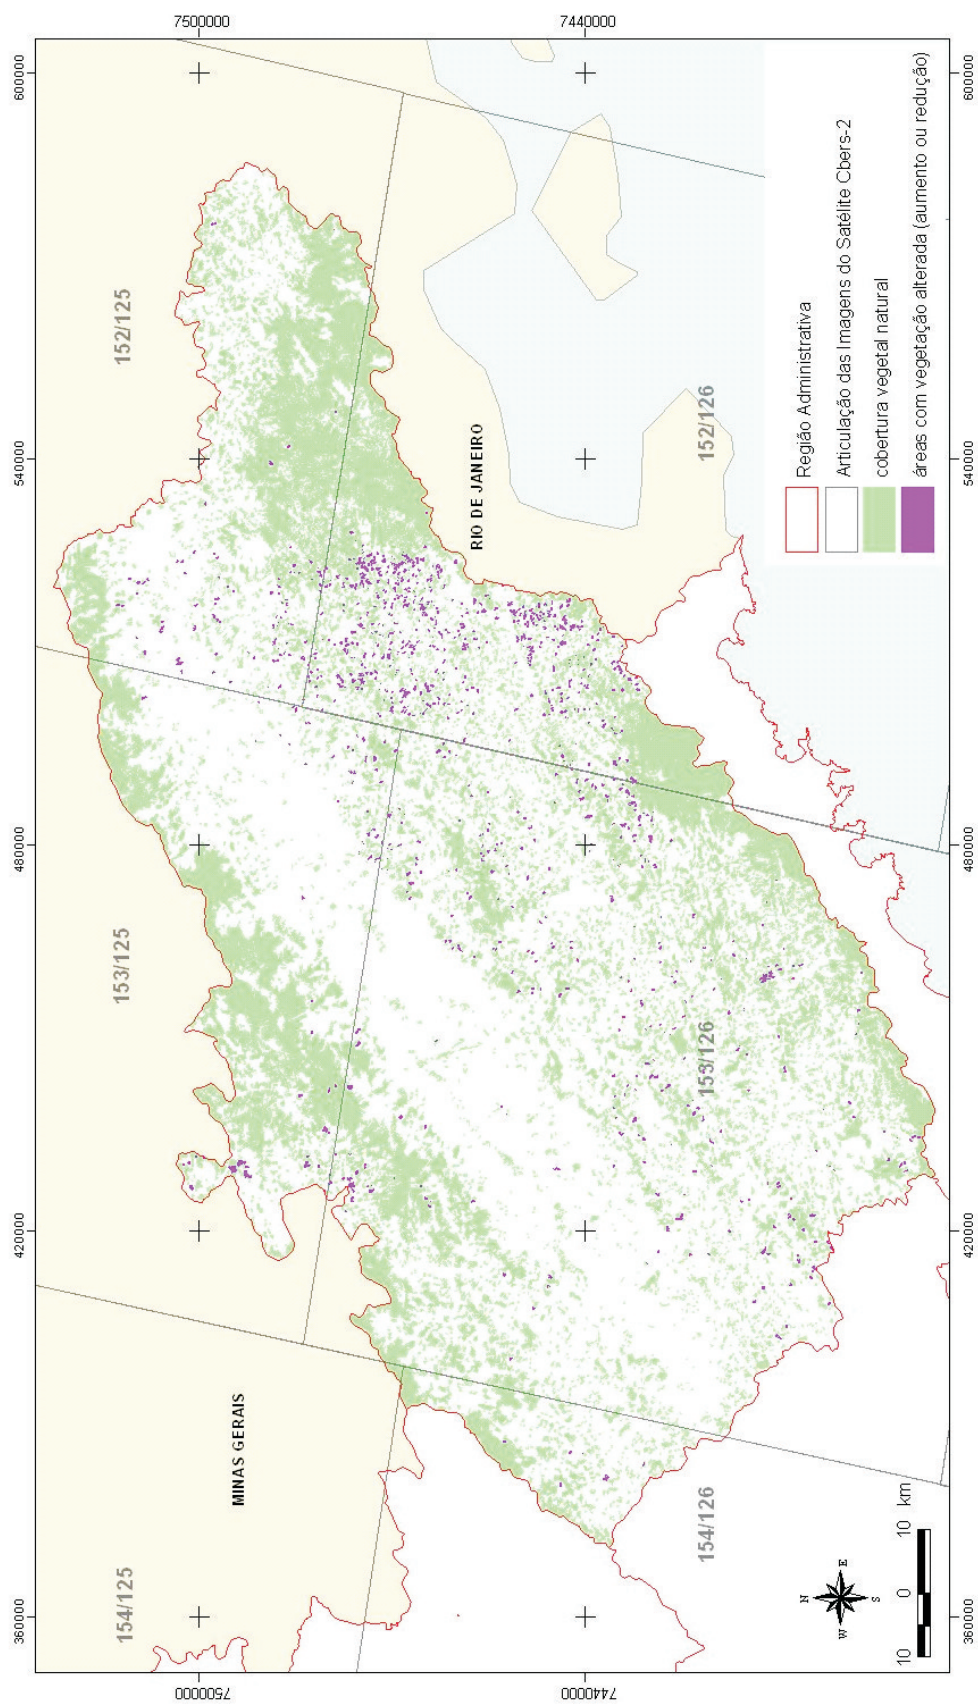 7500000
7440000
360000
420000
480000
540000
600000
154/125
153/125
152/125
MINAS GERAIS
RIO DE JANEIRO
154/126
153/126
152/126
N
W
E
S
10
0
10
km
Região Administrativa
Articulação das Imagens do Satélite Cbers-2
cobertura vegetal natural
áreas com vegetação alterada (aumento ou redução)
360000
420000
480000
540000
600000
7500000
7440000